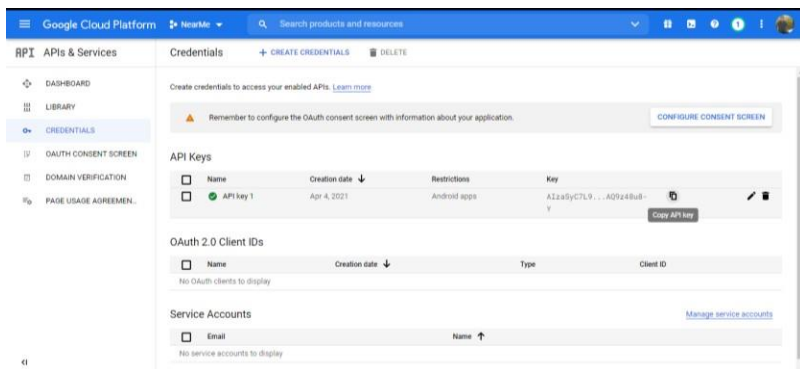 Google Cloud Platform NearMe Search products and resources 1
API APIs & Services Credentials + CREATE CREDENTIALS DELETE
DASHBOARD
LIBRARY
CREDENTIALS
OAUTH CONSENT SCREEN
DOMAIN VERIFICATION
PAGE USAGE AGREEMEN...
Create credentials to access your enabled APIs. Learn more
Remember to configure the OAuth consent screen with information about your application. CONFIGURE CONSENT SCREEN
API Keys
Name Creation date Restrictions Key
API key 1 Apr 4, 2021 Android apps
Copy API key
OAuth 2.0 Client IDs
Name Creation date Type Client ID
No OAuth clients to display
Service Accounts Manage service accounts
Email Name
No service accounts to display